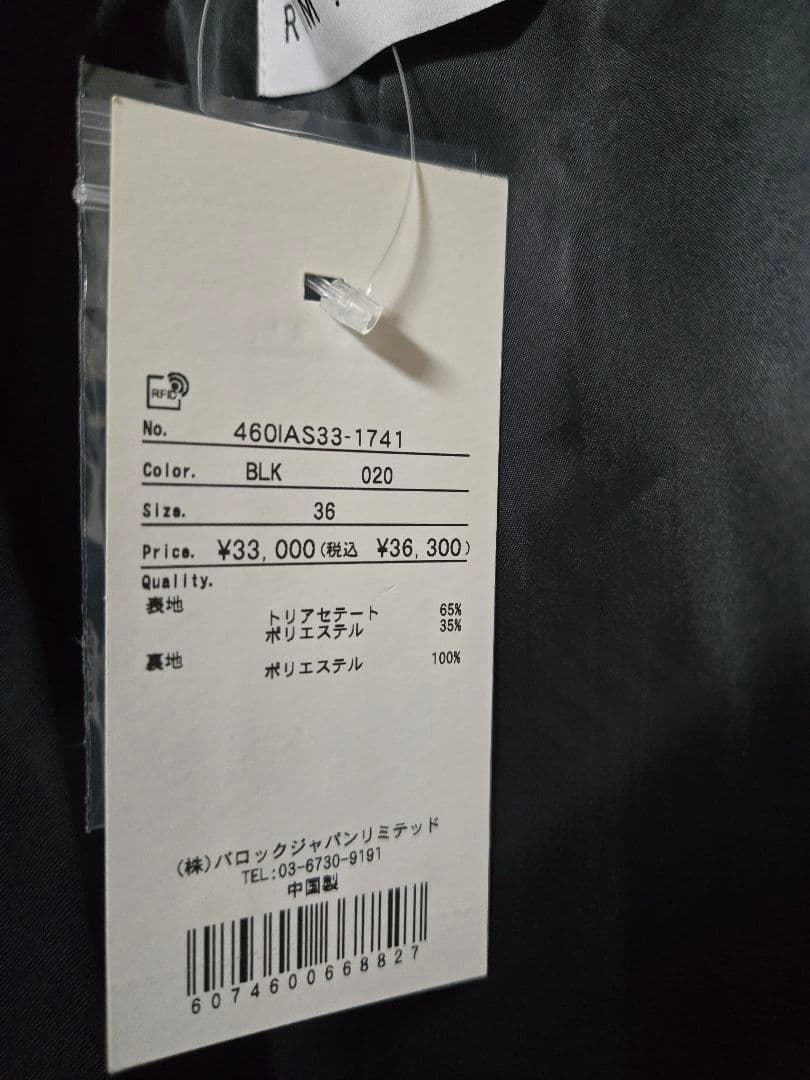 RM
RFID
No. 460IAS33-1741
Color. BLK 020
Size. 36
Price. ¥33,000(税込 ¥36,300)
Quality.
表地 トリアセテート 65%
ポリエステル 35%
裏地 ポリエステル 100%
(株)バロックジャパンリミテッド
TEL:03-6730-9191
中国製
6074600668827